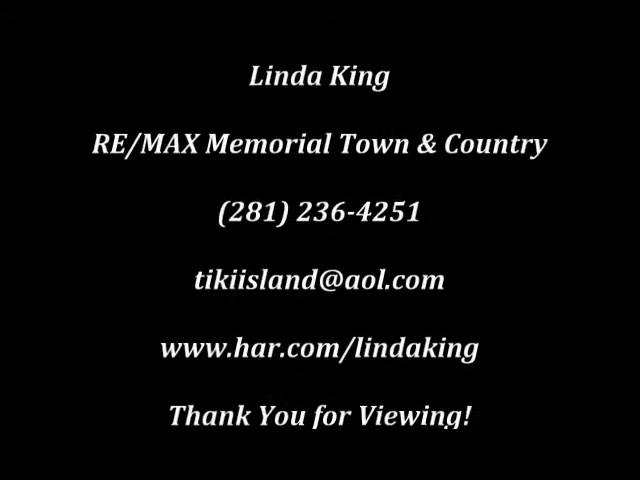 Linda King
RE/MAX Memorial Town & Country
(281) 236-4251
tikiisland@aol.com
www.har.com/lindaking
Thank You for Viewing!